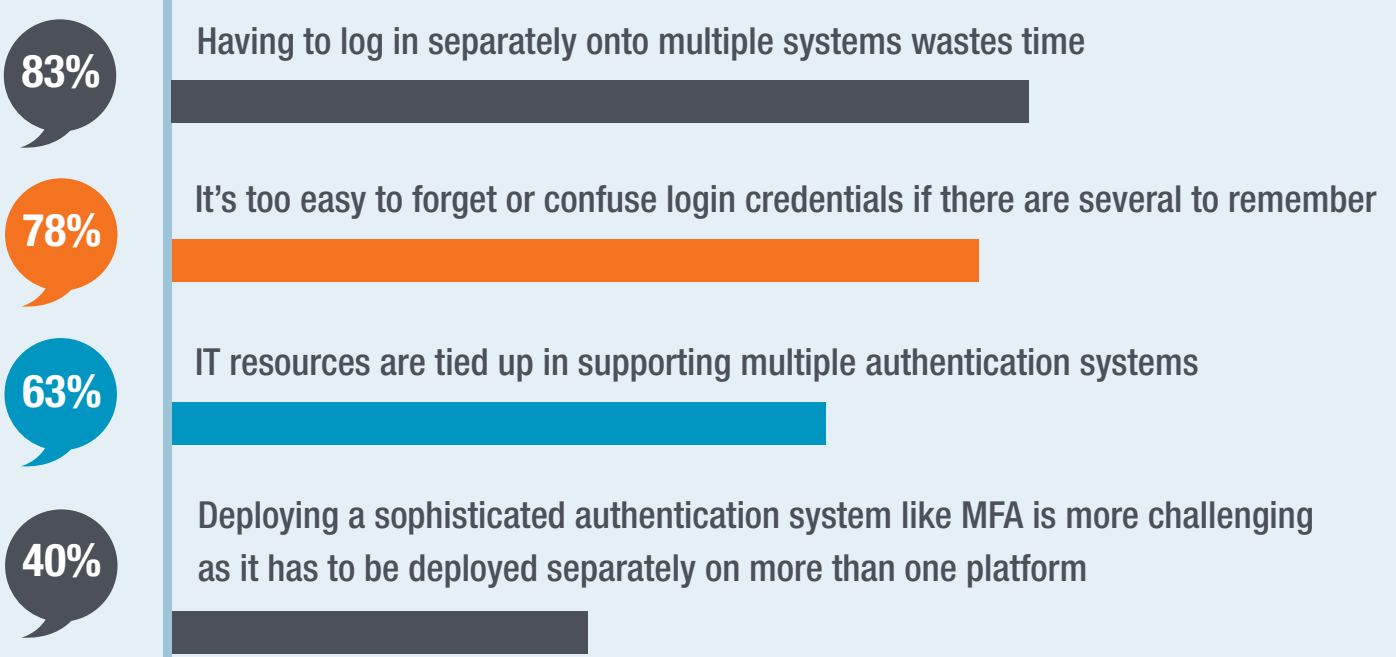 83%
Having to log in separately onto multiple systems wastes time
78%
It's too easy to forget or confuse login credentials if there are several to remember
63%
IT resources are tied up in supporting multiple authentication systems
40%
Deploying a sophisticated authentication system like MFA is more challenging
as it has to be deployed separately on more than one platform